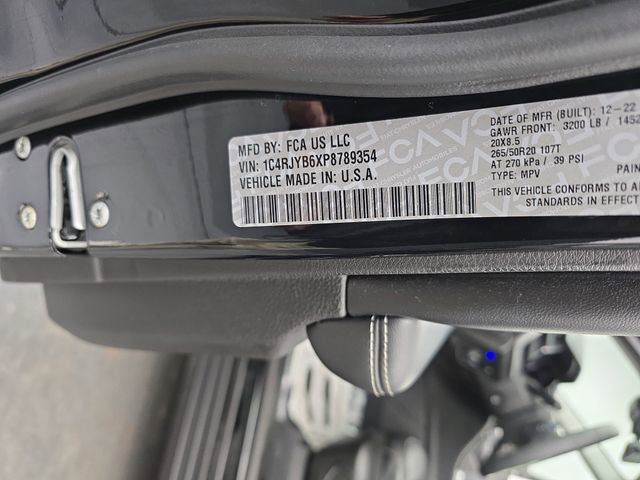 MFD BY: FCA US LLC
VIN: 1C4RJYB6XP8789354
VEHICLE MADE IN: U.S.A.
DATE OF MFR (BUILT): 12-22
GAWR FRONT: 3200 LB / 1452
20X8.5
265/50R20 107T
AT 270 kPa / 39 PSI
TYPE: MPV
PAIN
THIS VEHICLE CONFORMS TO A
STANDARDS IN EFFECT